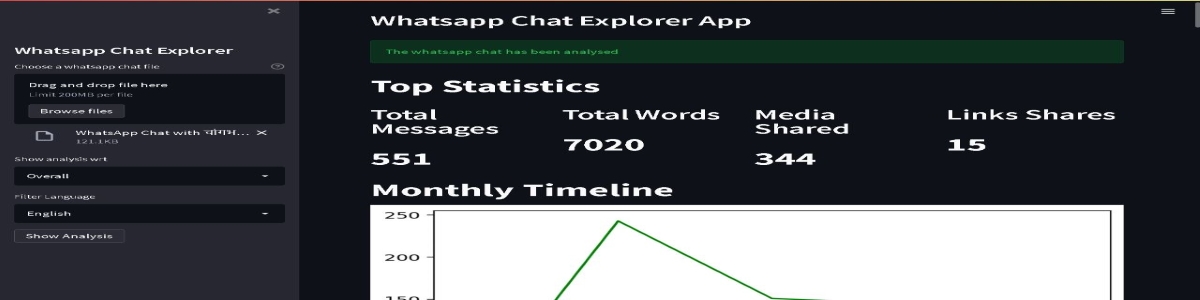 Whatsapp Chat Explorer
Choose a whatsapp chat file
Drag and drop file here
Limit 200MB per file
Browse files
WhatsApp Chat with
121.1KB
Show analysis wrt
Overall
Filter Language
English
Show Analysis
Whatsapp Chat Explorer App
The whatsapp chat has been analysed
Top Statistics
Total Messages
551
Total Words
7020
Media Shared
344
Links Shares
15
Monthly Timeline
250
200
150